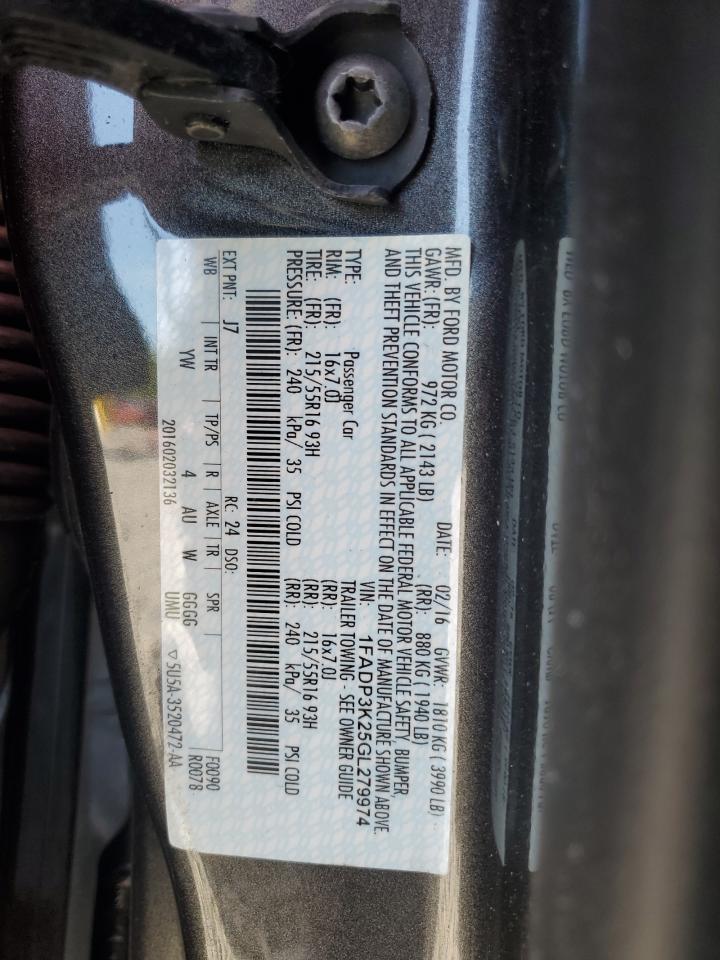 MFD. BY FORD MOTOR CO.
DATE: 02/16 GVWR: 1810 KG ( 3990 LB)
GAWR: (FR): 972 KG ( 2143 LB) (RR): 880 KG ( 1940 LB)
THIS VEHICLE CONFORMS TO ALL APPLICABLE FEDERAL MOTOR VEHICLE SAFETY, BUMPER,
AND THEFT PREVENTION STANDARDS IN EFFECT ON THE DATE OF MANUFACTURE SHOWN ABOVE.
VIN: 1FADP3K25GL279974
TYPE: Passenger Car TRAILER TOWING - SEE OWNER GUIDE
RIM: (FR): 16x7.0J (RR): 16x7.0J
TIRE: (FR): 215/55R16 93H (RR): 215/55R16 93H
PRESSURE: (FR): 240 kPa/ 35 PSI COLD (RR): 240 kPa/ 35 PSI COLD
EXT PNT: J7 RC: 24 DSO: F0090
WB INT TR TP/PS R AXLE TR SPR R0078
YW 4 AU W GGGG
201602032136 UMU ▽5U5A-3520472-AA